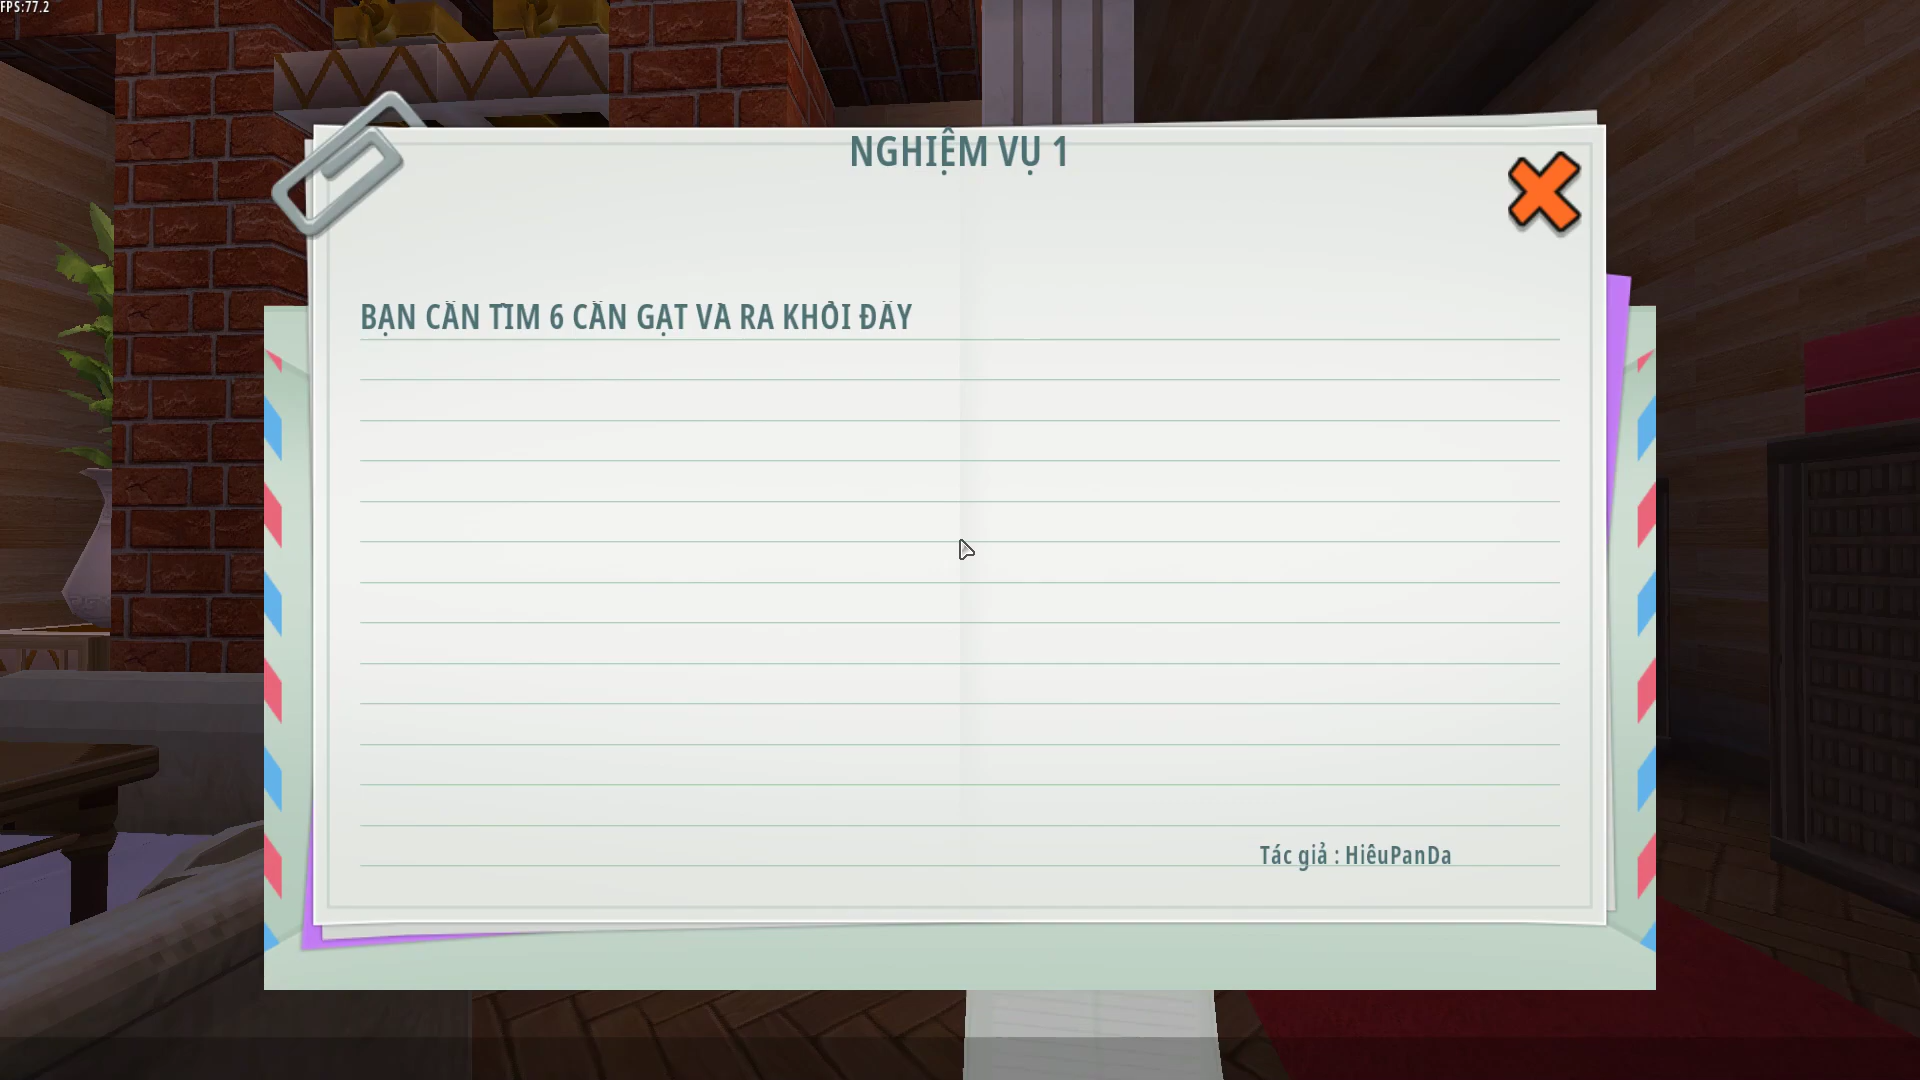 FPS:77.2
NGHIỆM VỤ 1
BẠN CẦN TÌM 6 CẦN GẠT VÀ RA KHỎI ĐÂY
Tác giả : HiêuPanDa